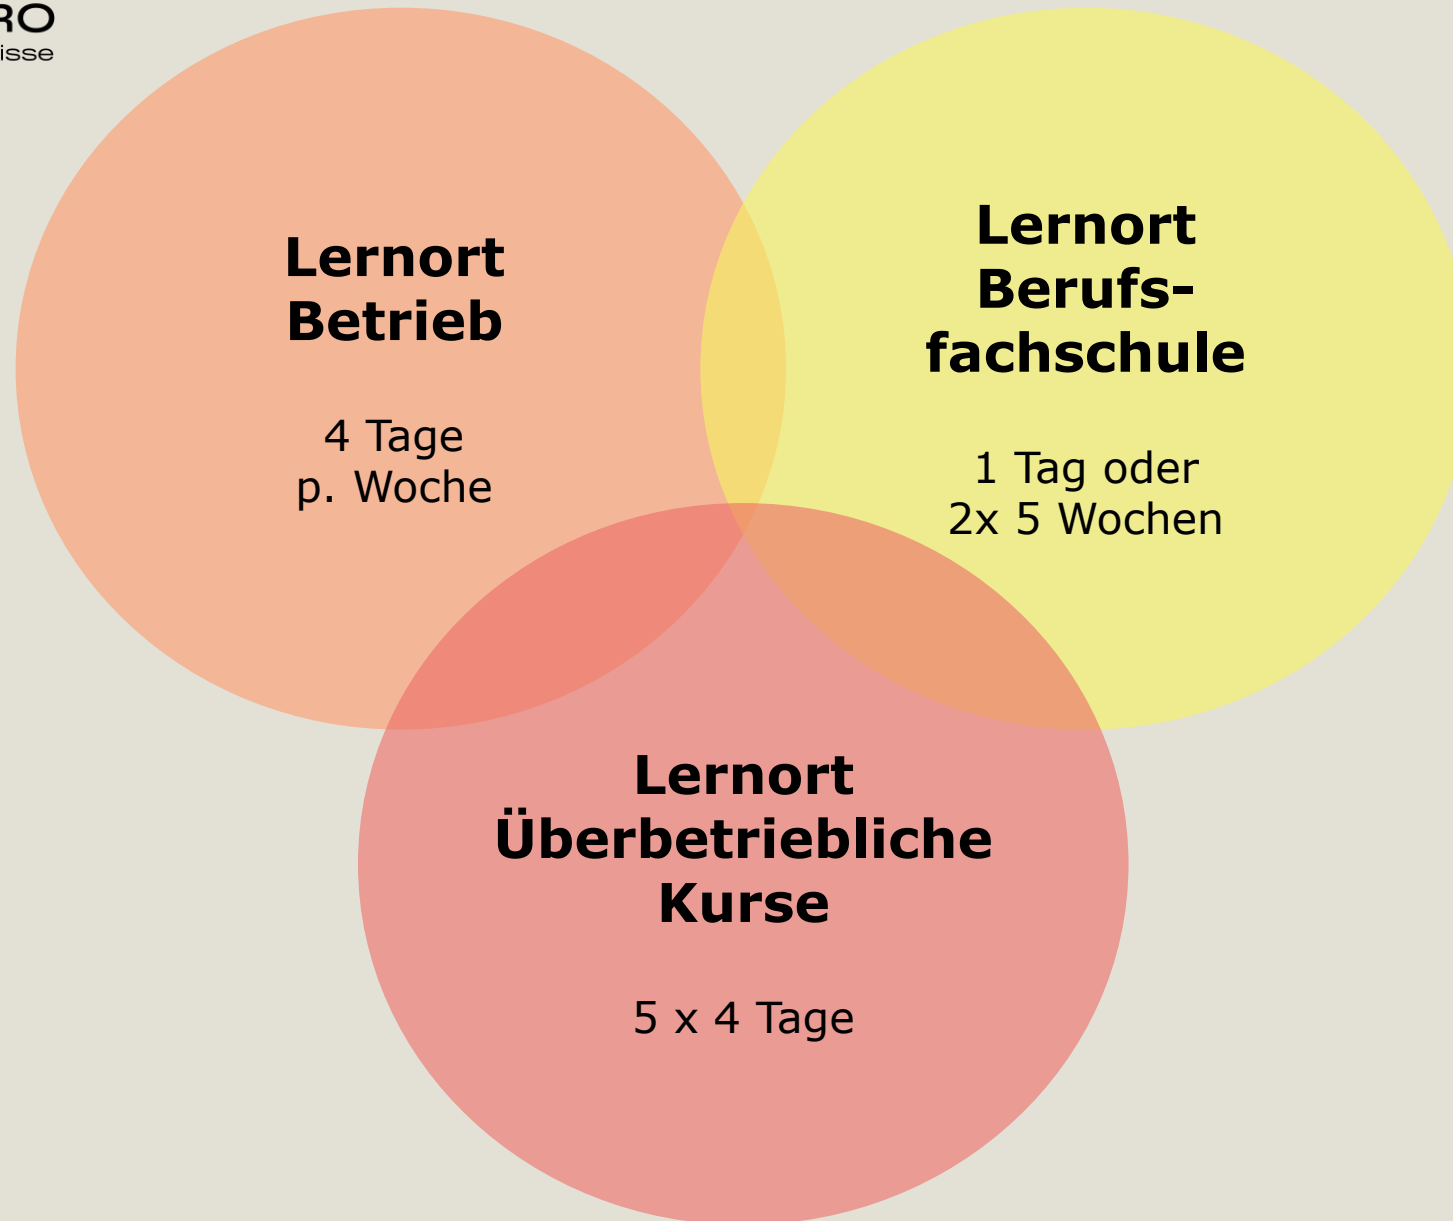 RO
isse
Lernort
Betrieb
4 Tage
p. Woche
Lernort
Berufs-
fachschule
1 Tag oder
2x 5 Wochen
Lernort
Überbetriebliche
Kurse
5 x 4 Tage